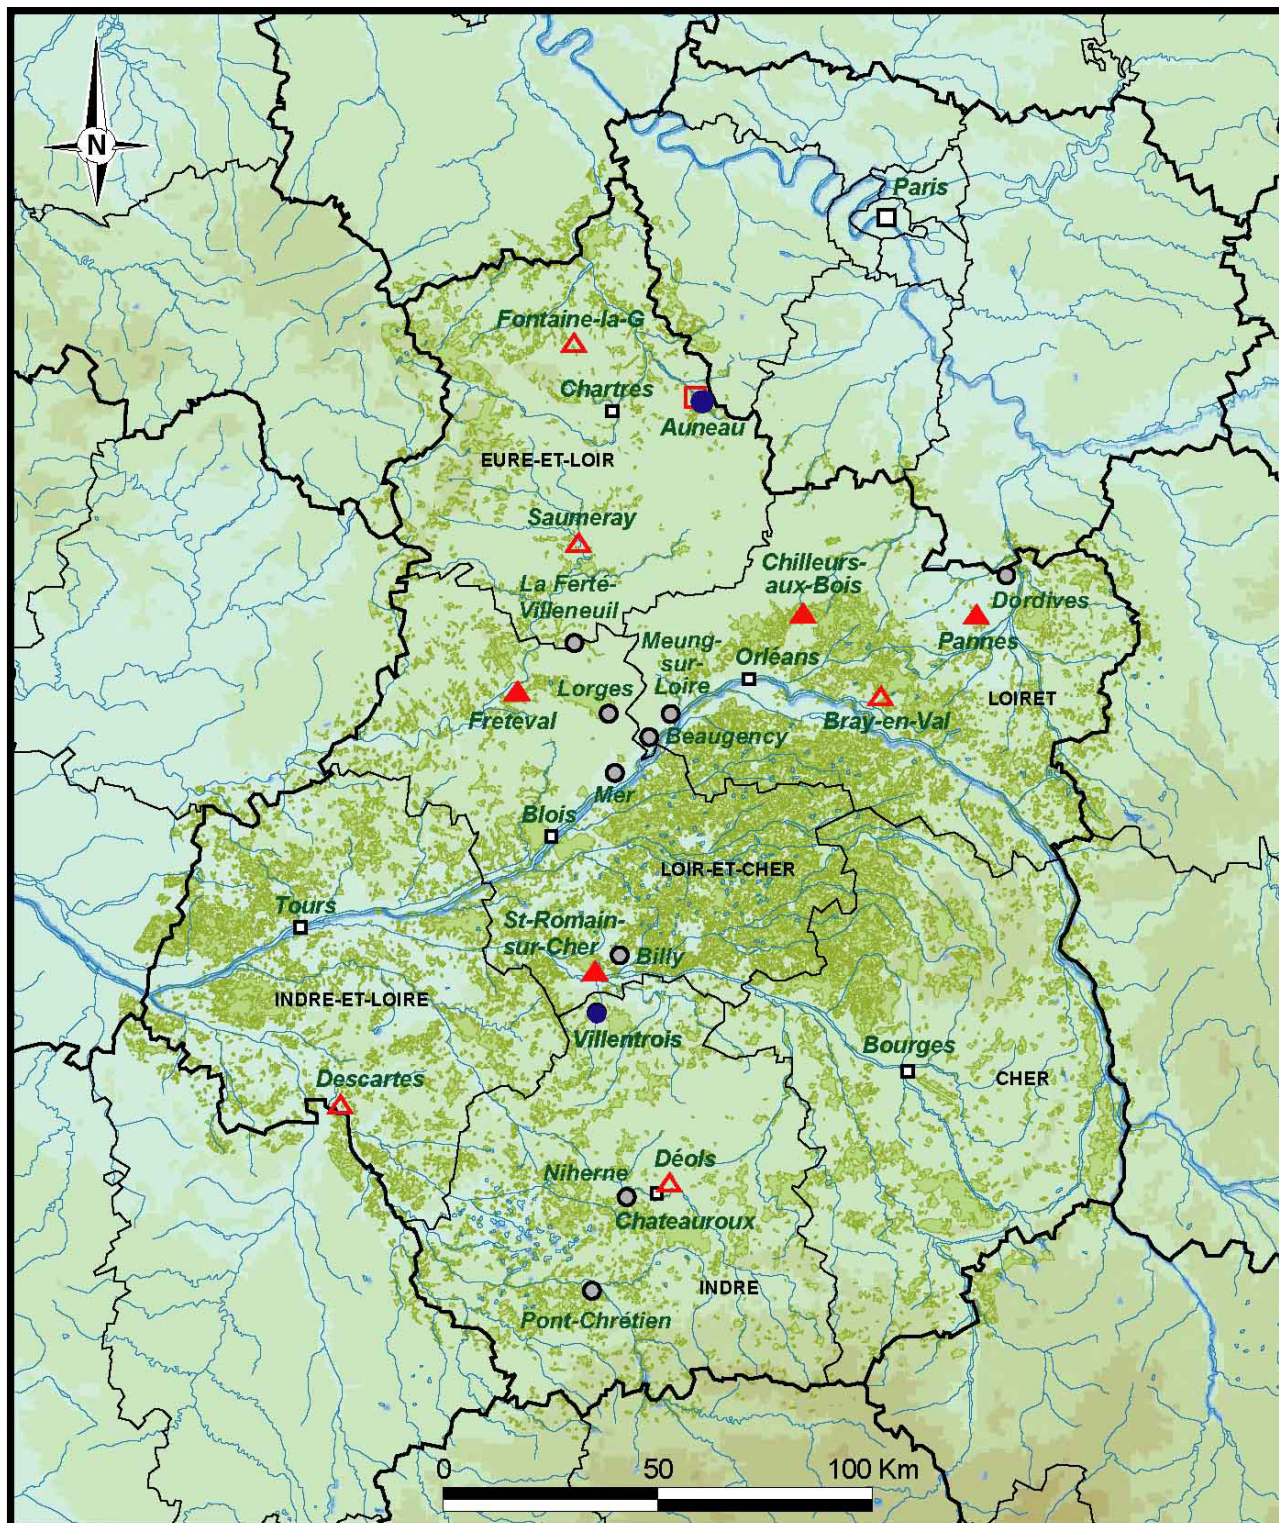 N
Paris
Fontaine-la-G
Chartres
Auneau
EURE-ET-LOIR
Saumeray
La Ferté-
Villeneuil
Chilleurs-
aux-Bois
Dordives
Pannes
Meung-
sur-
Loire
Orléans
Lorges
Freteval
Bray-en-Val
LOIRET
Beaugency
Mer
Blois
LOIR-ET-CHER
Tours
St-Romain-
sur-Cher
Billy
INDRE-ET-LOIRE
Villentrois
Bourges
CHER
Descartes
Déols
Niherne
Chateauroux
INDRE
Pont-Chrétien
0 50 100 Km